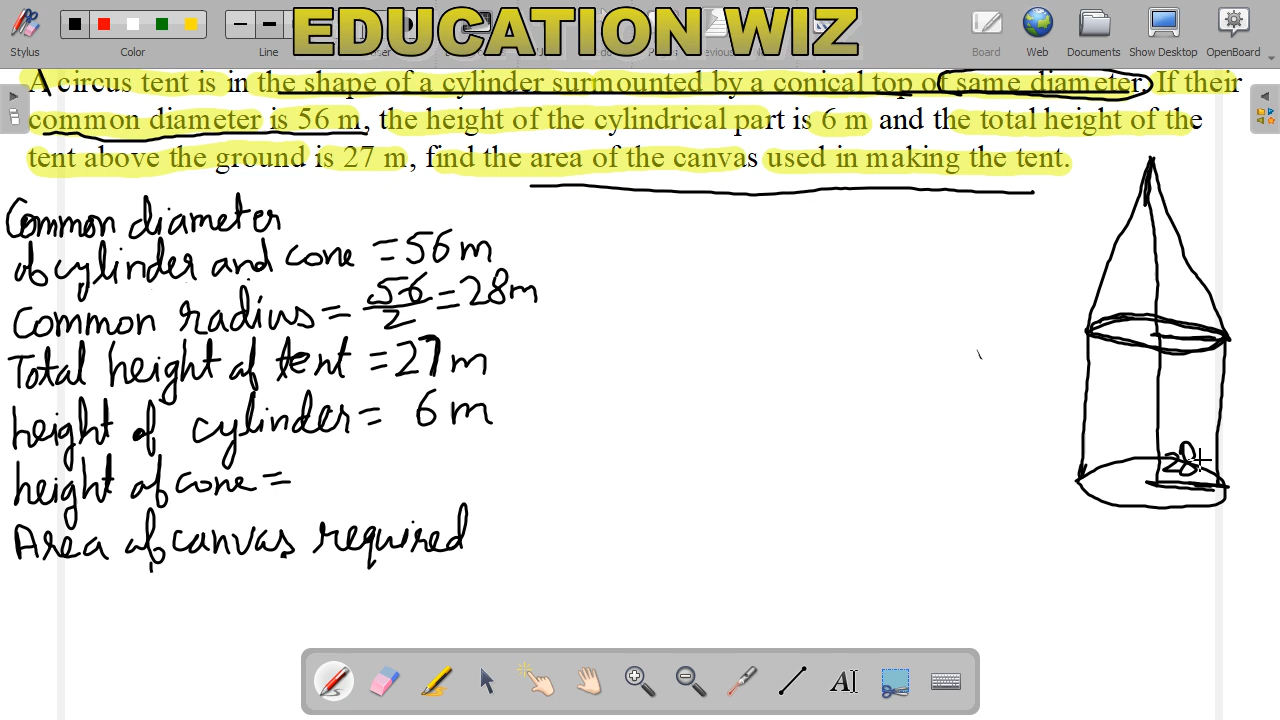 EDUCATION WIZ
Stylus
Color
Line
Board
Web
Documents
Show Desktop
OpenBoard
A circus tent is in the shape of a cylinder surmounted by a conical top of same diameter. If their
common diameter is 56 m, the height of the cylindrical part is 6 m and the total height of the
tent above the ground is 27 m, find the area of the canvas used in making the tent.
Common diameter
of cylinder and cone = 56 m
Common radius = 56/2 = 28 m
Total height of tent = 27 m
height of cylinder = 6 m
height of cone =
Area of canvas required
28
AI